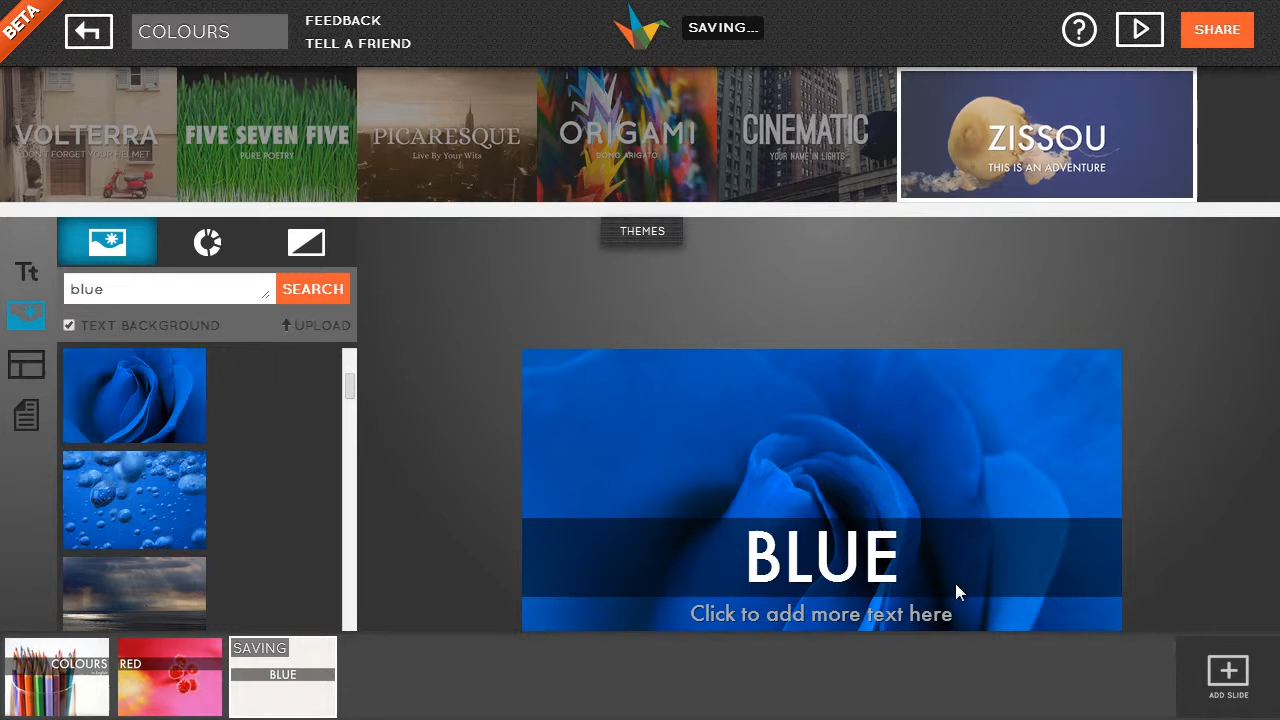 BETA
COLOURS
FEEDBACK
TELL A FRIEND
SAVING...
?
SHARE
VOLTERRA
DON'T FORGET YOUR HELMET
FIVE SEVEN FIVE
PURE POETRY
PICARESQUE
Live By Your Wits
ORIGAMI
DOMO ARIGATO
CINEMATIC
YOUR NAME IN LIGHTS
ZISSOU
THIS IS AN ADVENTURE
THEMES
Tt
blue
SEARCH
TEXT BACKGROUND
UPLOAD
BLUE
Click to add more text here
COLOURS
RED
SAVING
BLUE
ADD SLIDE